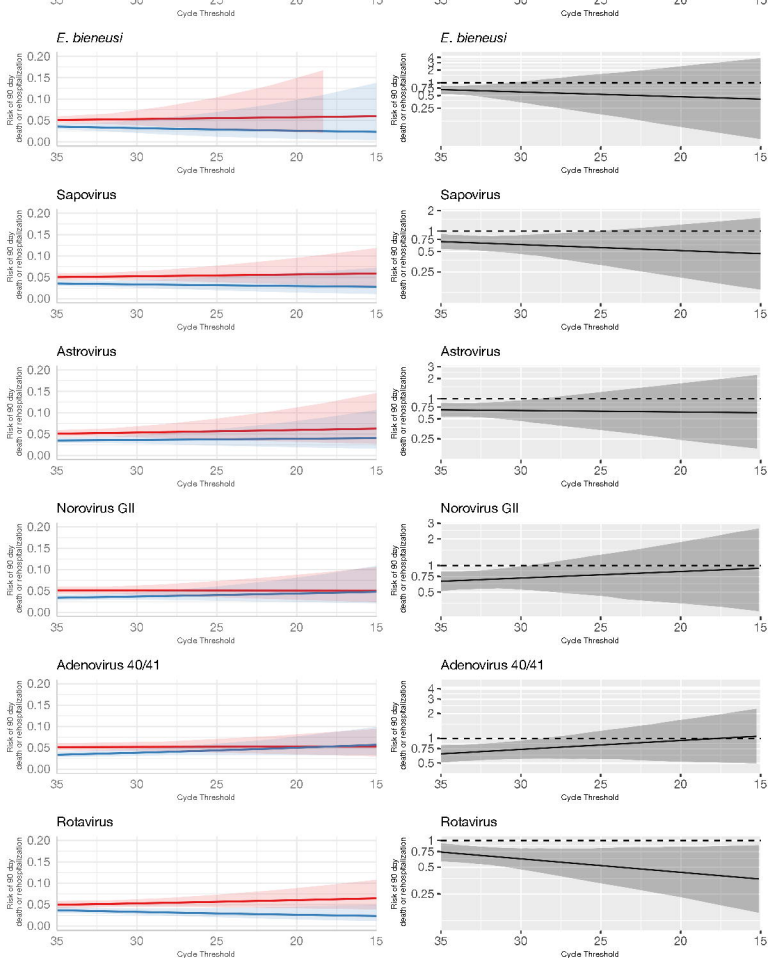 35 30 25 20 15 35 30 25 20 15
Cycle Threshold Cycle Threshold
E. bieneusi E. bieneusi
Risk of 90 day
death or rehospitalization
0.20
0.15
0.10
0.05
0.00
35 30 25 20 15
Cycle Threshold
Risk of 90 day
death or rehospitalization
4
3
2
1
0.75
0.5
0.25
35 30 25 20 15
Cycle Threshold
Sapovirus Sapovirus
Risk of 90 day
death or rehospitalization
0.20
0.15
0.10
0.05
0.00
35 30 25 20 15
Cycle Threshold
Risk of 90 day
death or rehospitalization
2
1
0.75
0.5
0.25
35 30 25 20 15
Cycle Threshold
Astrovirus Astrovirus
Risk of 90 day
death or rehospitalization
0.20
0.15
0.10
0.05
0.00
35 30 25 20 15
Cycle Threshold
Risk of 90 day
death or rehospitalization
3
2
1
0.75
0.5
0.25
35 30 25 20 15
Cycle Threshold
Norovirus GII Norovirus GII
Risk of 90 day
death or rehospitalization
0.20
0.15
0.10
0.05
0.00
35 30 25 20 15
Cycle Threshold
Risk of 90 day
death or rehospitalization
3
2
1
0.75
0.5
35 30 25 20 15
Cycle Threshold
Adenovirus 40/41 Adenovirus 40/41
Risk of 90 day
death or rehospitalization
0.20
0.15
0.10
0.05
0.00
35 30 25 20 15
Cycle Threshold
Risk of 90 day
death or rehospitalization
4
3
2
1
0.75
0.5
35 30 25 20 15
Cycle Threshold
Rotavirus Rotavirus
Risk of 90 day
death or rehospitalization
0.20
0.15
0.10
0.05
0.00
35 30 25 20 15
Cycle Threshold
Risk of 90 day
death or rehospitalization
1
0.75
0.5
0.25
35 30 25 20 15
Cycle Threshold